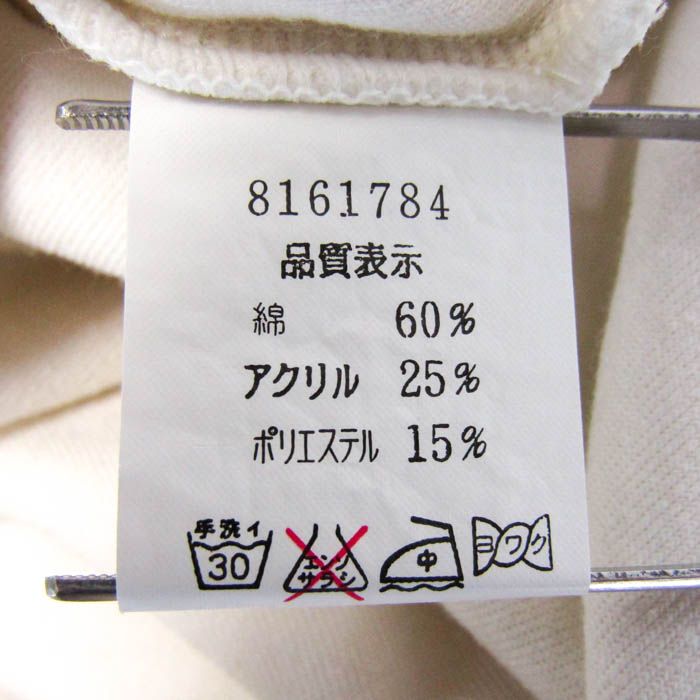 8161784
品質表示
綿 60%
アクリル 25%
ポリエステル 15%
手洗イ
30
エンソ
サラシ
中
ヨワク